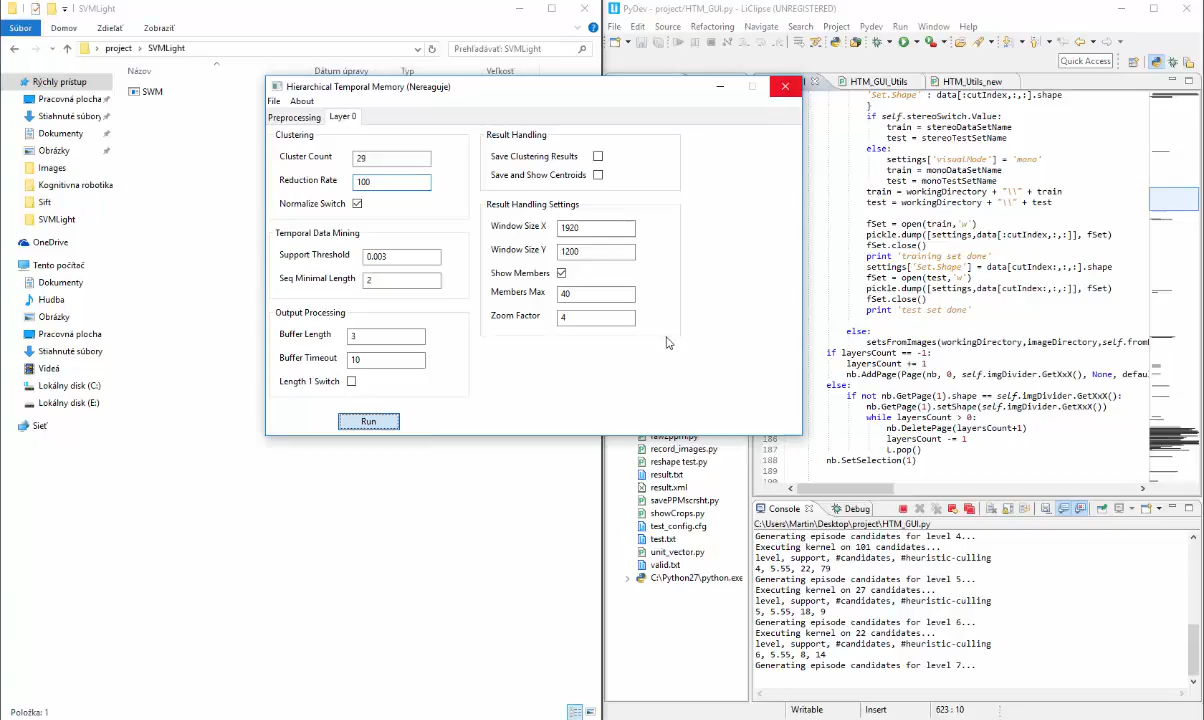 SVMLight
Súbor
Domov
Zdieľať
Zobraziť
project
SVMLight
Prehľadávať: SVMLight
Názov
Dátum úpravy
Typ
Veľkosť
SWM
Rýchly prístup
Pracovná plocha
Stiahnuté súbory
Dokumenty
Obrázky
Images
Kognitivna robotika
Sift
SVMLight
OneDrive
Tento počítač
Dokumenty
Hudba
Obrázky
Pracovná plocha
Stiahnuté súbory
Videá
Lokálny disk (C:)
Lokálny disk (E:)
Sieť
Položka: 1
Hierarchical Temporal Memory (Nereaguje)
File
About
Preprocessing
Layer 0
Clustering
Cluster Count
29
Reduction Rate
100
Normalize Switch
Temporal Data Mining
Support Threshold
0.003
Seq Minimal Length
2
Output Processing
Buffer Length
3
Buffer Timeout
10
Length 1 Switch
Run
Result Handling
Save Clustering Results
Save and Show Centroids
Result Handling Settings
Window Size X
1920
Window Size Y
1200
Show Members
Members Max
40
Zoom Factor
4
PyDev - project/HTM_GUI.py - LiClipse (UNREGISTERED)
File Edit Source Refactoring Navigate Search Project Pydev Run Window Help
Quick Access
HTM_GUI_Utils
HTM_Utils_new
'Set.Shape' : data[:cutIndex,:,:].shape
}
if self.stereoSwitch.Value:
train = stereoDataSetName
test = stereoTestSetName
else:
settings['visualMode'] = 'mono'
train = monoDataSetName
test = monoTestSetName
train = workingDirectory + "\\" + train
test = workingDirectory + "\\" + test
fSet = open(train,'w')
pickle.dump([settings,data[:cutIndex,:,:]], fSet)
fSet.close()
print 'training set done'
settings['Set.Shape'] = data[cutIndex:,:,:].shape
fSet = open(test,'w')
pickle.dump([settings,data[cutIndex:,:,:]], fSet)
fSet.close()
print 'test set done'
else:
setsFromImages(workingDirectory,imageDirectory,self.from
if layersCount == -1:
layersCount += 1
nb.AddPage(Page(nb, 0, self.imgDivider.GetXxX(), None, defau
else:
if not nb.GetPage(1).shape == self.imgDivider.GetXxX():
nb.GetPage(1).setShape(self.imgDivider.GetXxX())
while layersCount > 0:
nb.DeletePage(layersCount+1)
186 layersCount -= 1
187 L.pop()
188 nb.SetSelection(1)
189
record_images.py
reshape test.py
result.txt
result.xml
savePPMscrsht.py
showCrops.py
test_config.cfg
test.txt
unit_vector.py
valid.txt
C:\Python27\python.exe
Console
Debug
C:\Users\Martin\Desktop\project\HTM_GUI.py
Generating episode candidates for level 4...
Executing kernel on 101 candidates...
level, support, #candidates, #heuristic-culling
4, 5.55, 22, 79
Generating episode candidates for level 5...
Executing kernel on 27 candidates...
level, support, #candidates, #heuristic-culling
5, 5.55, 18, 9
Generating episode candidates for level 6...
Executing kernel on 22 candidates...
level, support, #candidates, #heuristic-culling
6, 5.55, 8, 14
Generating episode candidates for level 7...
Writable
Insert
623 : 10